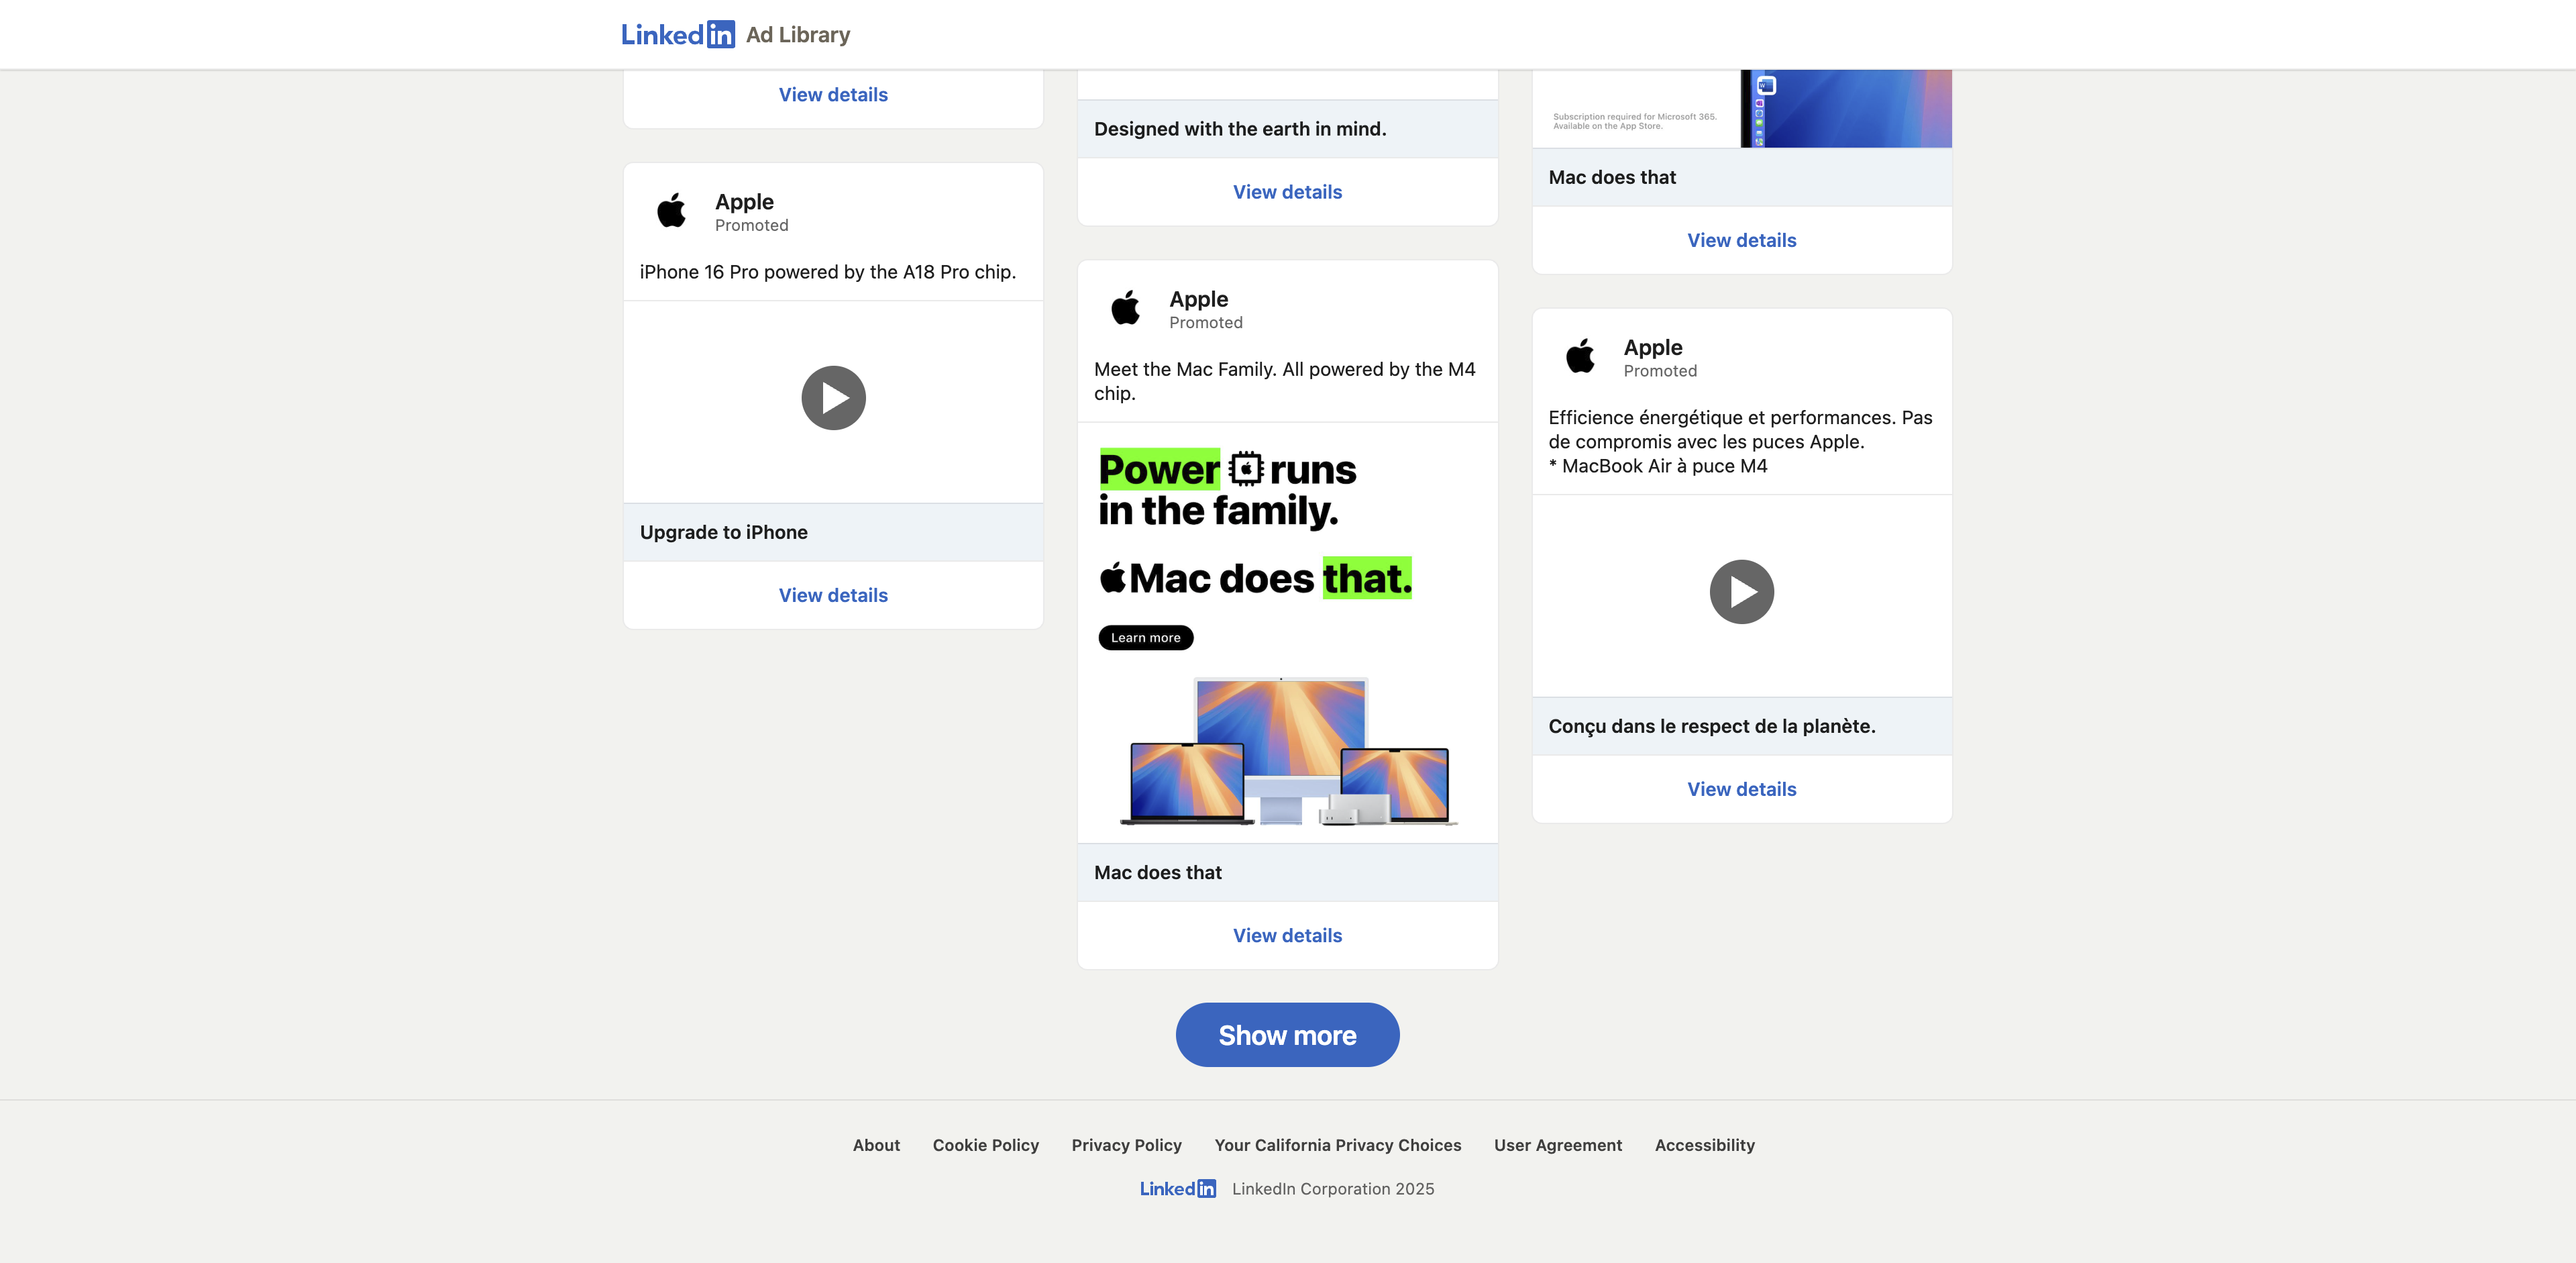 LinkedIn Ad Library
View details
Apple
Promoted
iPhone 16 Pro powered by the A18 Pro chip.
Upgrade to iPhone
View details
Designed with the earth in mind.
View details
Apple
Promoted
Meet the Mac Family. All powered by the M4
chip.
Power runs
in the family.
Mac does that.
Learn more
Mac does that
View details
Subscription required for Microsoft 365.
Available on the App Store.
Mac does that
View details
Apple
Promoted
Efficience énergétique et performances. Pas
de compromis avec les puces Apple.
* MacBook Air à puce M4
Conçu dans le respect de la planète.
View details
Show more
About Cookie Policy Privacy Policy Your California Privacy Choices User Agreement Accessibility
LinkedIn LinkedIn Corporation 2025